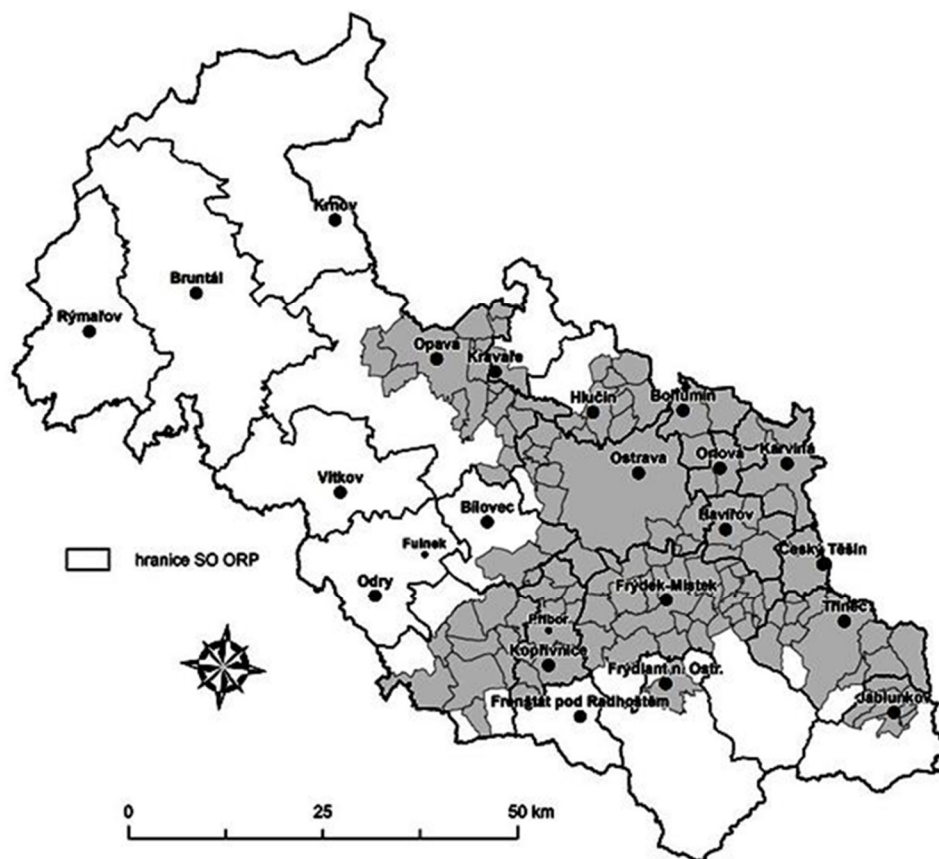 Krnov
Bruntál
Rýmařov
Opava
Kravaře
Hlučín
Bohumín
Ostrava
Orlová
Karviná
Vítkov
Bílovec
Havířov
Fulnek
Český Těšín
hranice SO ORP
Odry
Frýdek-Místek
Třinec
Příbor
Kopřivnice
Frýdlant n. Ostr.
Frenštát pod Radhoštěm
Jablunkov
0 25 50 km